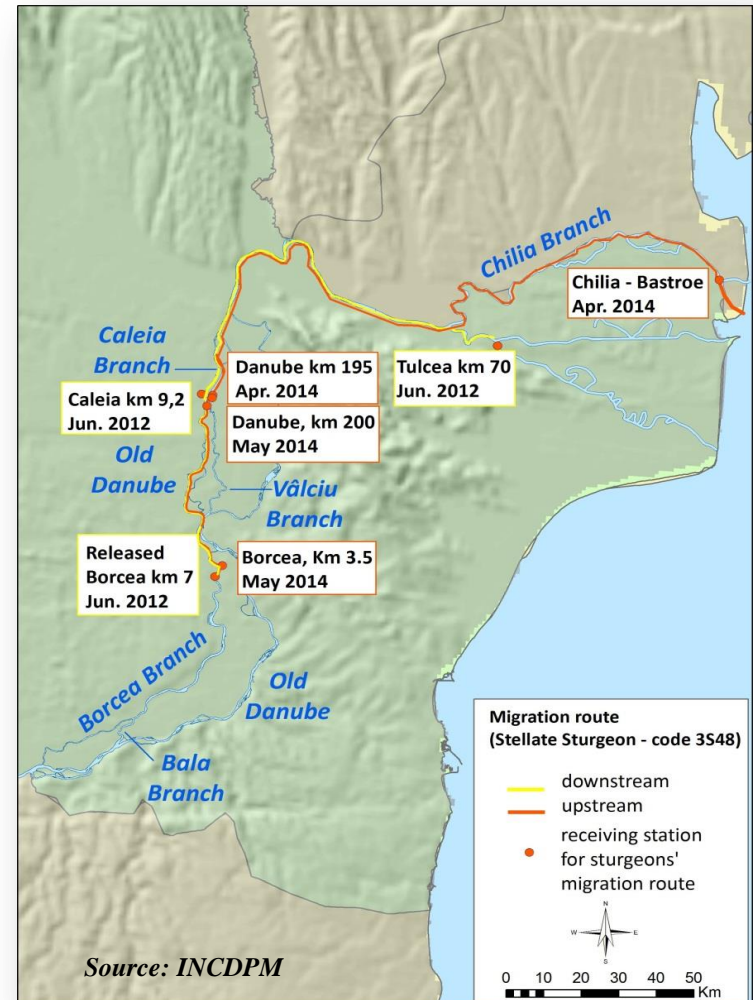 Chilia Branch
Chilia - Bastroe
Apr. 2014
Caleia
Branch
Danube km 195
Apr. 2014
Tulcea km 70
Jun. 2012
Caleia km 9,2
Jun. 2012
Danube, km 200
May 2014
Old
Danube
Vâlciu
Branch
Released
Borcea km 7
Jun. 2012
Borcea, Km 3.5
May 2014
Borcea Branch
Old
Danube
Bala
Branch
Migration route
(Stellate Sturgeon - code 3S48)
downstream
upstream
receiving station
for sturgeons'
migration route
N
W E
S
0 10 20 30 40 50
Km
Source: INCDPM